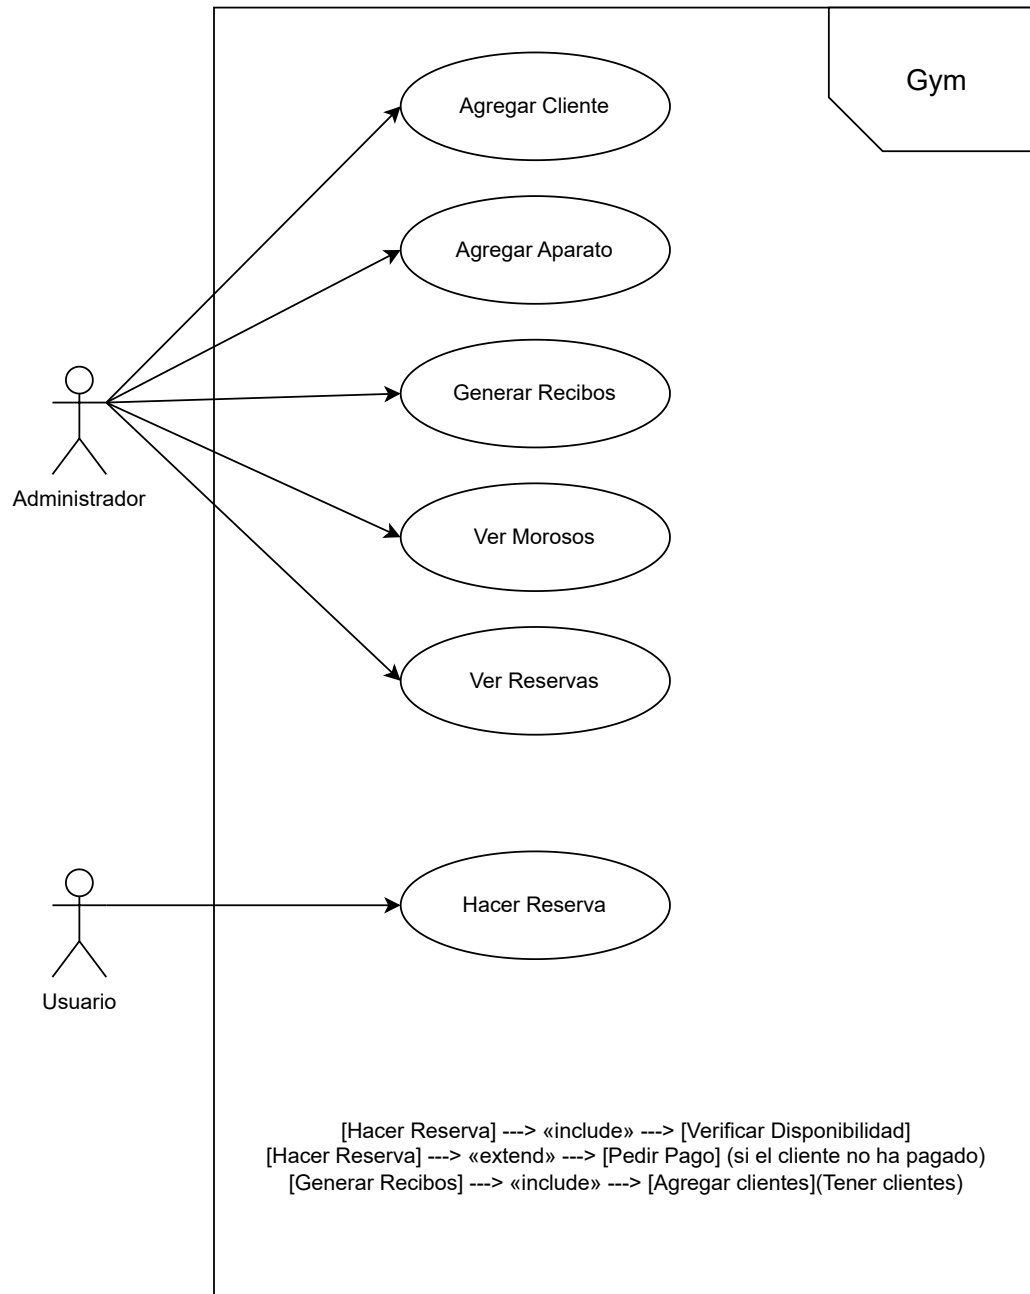 Gym
Agregar Cliente
Agregar Aparato
Generar Recibos
Ver Morosos
Ver Reservas
Administrador
Hacer Reserva
Usuario
[Hacer Reserva] ---> «include» ---> [Verificar Disponibilidad]
[Hacer Reserva] ---> «extend» ---> [Pedir Pago] (si el cliente no ha pagado)
[Generar Recibos] ---> «include» ---> [Agregar clientes](Tener clientes)